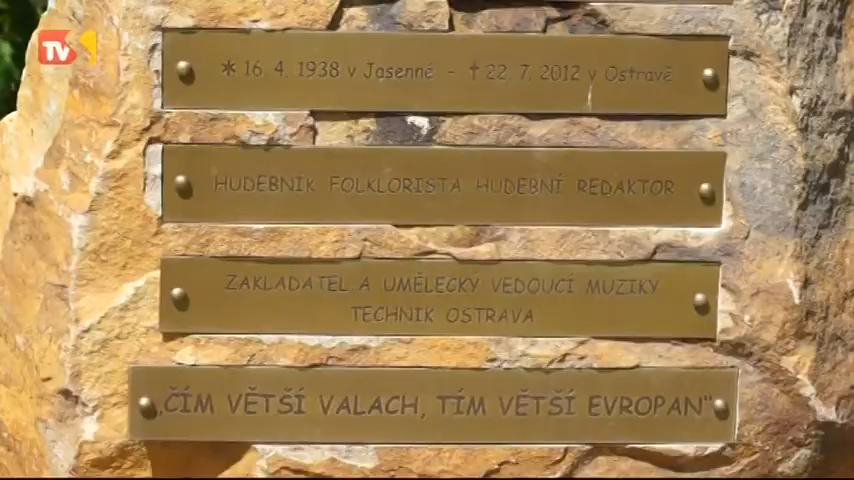 TV
*16. 4. 1938 v Jasenné - †22. 7. 2012 v Ostravě
HUDEBNÍK FOLKLORISTA HUDEBNÍ REDAKTOR
ZAKLADATEL A UMĚLECKY VEDOUCÍ MUZIKY
TECHNIK OSTRAVA
„ČÍM VĚTŠÍ VALACH, TÍM VĚTŠÍ EVROPAN"